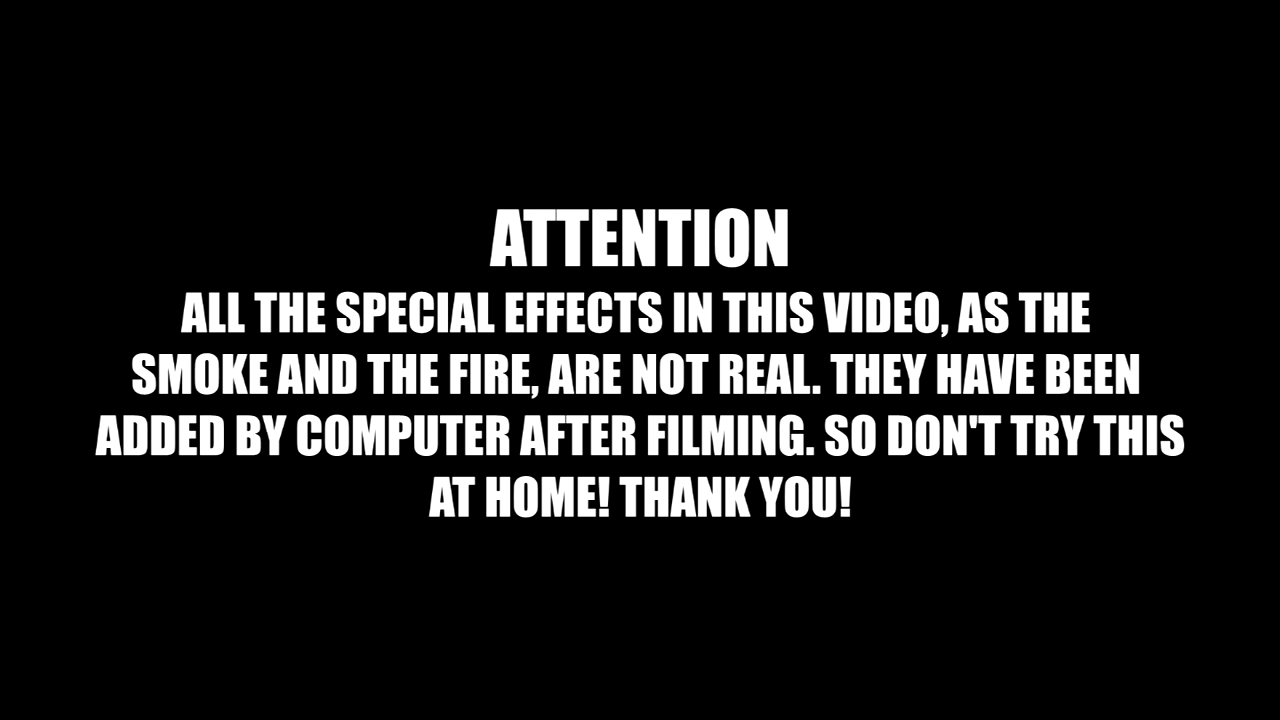 ATTENTION
ALL THE SPECIAL EFFECTS IN THIS VIDEO, AS THE
SMOKE AND THE FIRE, ARE NOT REAL. THEY HAVE BEEN
ADDED BY COMPUTER AFTER FILMING. SO DON'T TRY THIS
AT HOME! THANK YOU!